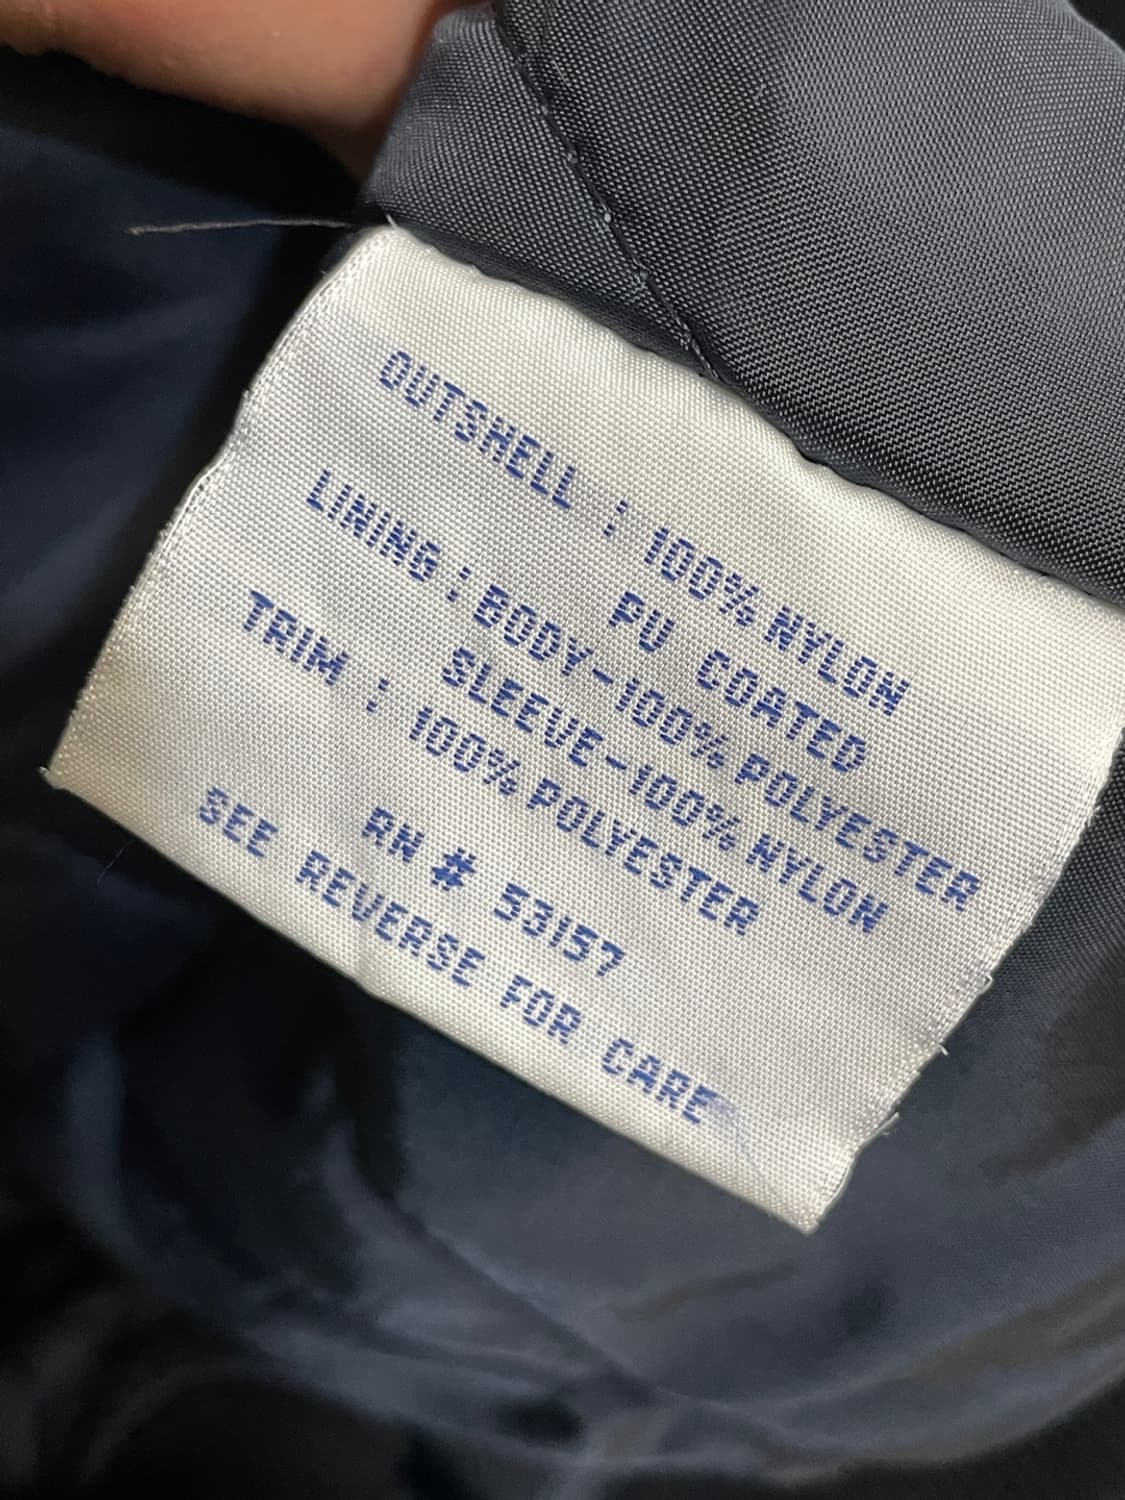 OUTSHELL : 100% NYLON
PU COATED
LINING : BODY-100% POLYESTER
SLEEVE-100% NYLON
TRIM : 100% POLYESTER
RN # 53157
SEE REVERSE FOR CARE